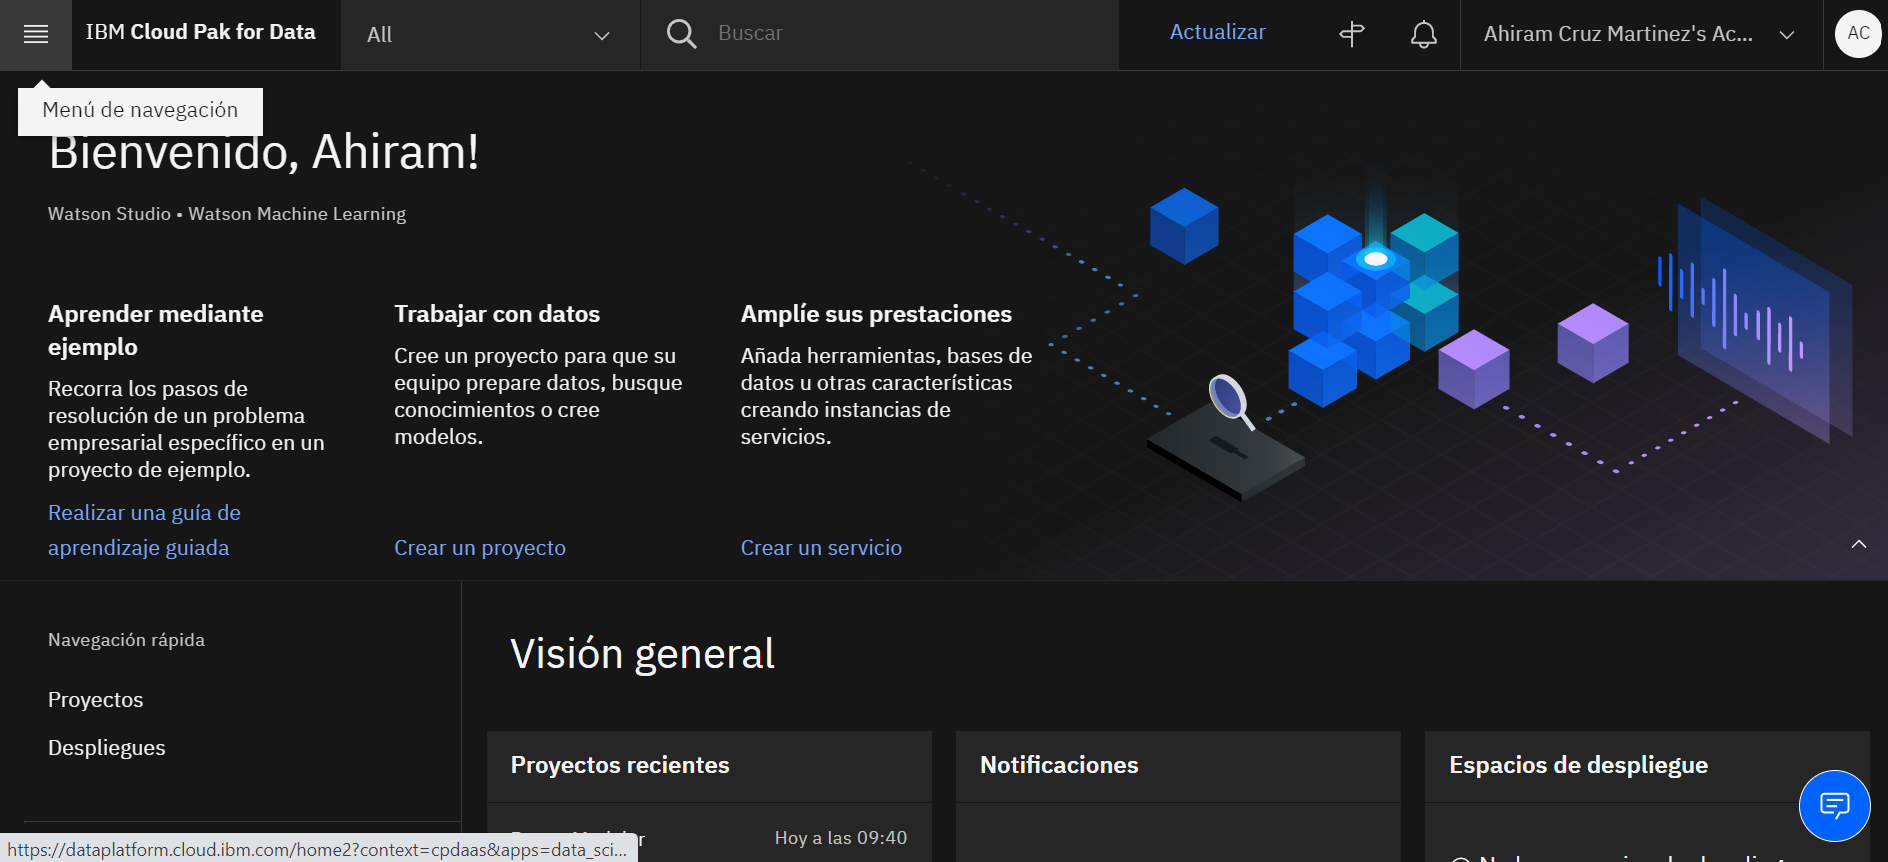 IBM Cloud Pak for Data
All
Buscar
Actualizar
Ahiram Cruz Martinez's Ac...
AC
Menú de navegación
Bienvenido, Ahiram!
Watson Studio • Watson Machine Learning
Aprender mediante
ejemplo
Recorra los pasos de
resolución de un problema
empresarial específico en un
proyecto de ejemplo.
Realizar una guía de
aprendizaje guiada
Trabajar con datos
Cree un proyecto para que su
equipo prepare datos, busque
conocimientos o cree
modelos.
Crear un proyecto
Amplíe sus prestaciones
Añada herramientas, bases de
datos u otras características
creando instancias de
servicios.
Crear un servicio
Navegación rápida
Proyectos
Despliegues
Visión general
Proyectos recientes
Hoy a las 09:40
Notificaciones
Espacios de despliegue
https://dataplatform.cloud.ibm.com/home2?context=cpdaas&apps=data_sci...